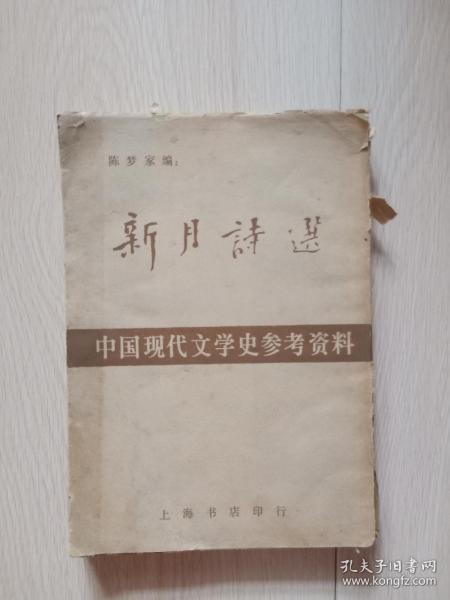 陈梦家编：
新月詩選
中国现代文学史参考资料
上海书店印行
孔夫子旧书网
www.kongfz.com